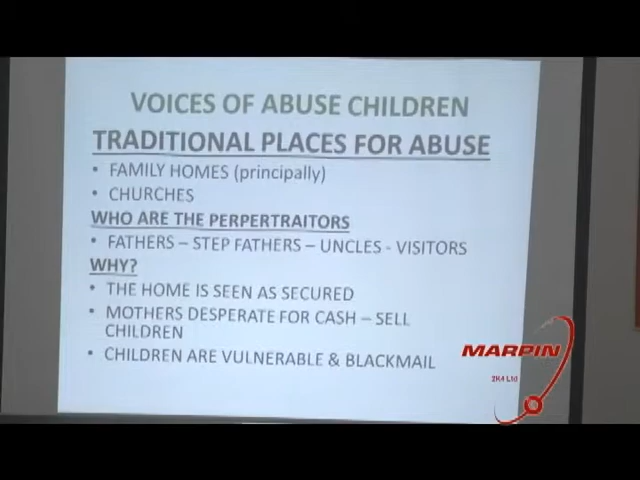 VOICES OF ABUSE CHILDREN
TRADITIONAL PLACES FOR ABUSE
• FAMILY HOMES (principally)
• CHURCHES
WHO ARE THE PERPERTRAITORS
• FATHERS – STEP FATHERS – UNCLES - VISITORS
WHY?
• THE HOME IS SEEN AS SECURED
• MOTHERS DESPERATE FOR CASH – SELL
CHILDREN
• CHILDREN ARE VULNERABLE & BLACKMAIL
MARPIN
2K4 Ltd